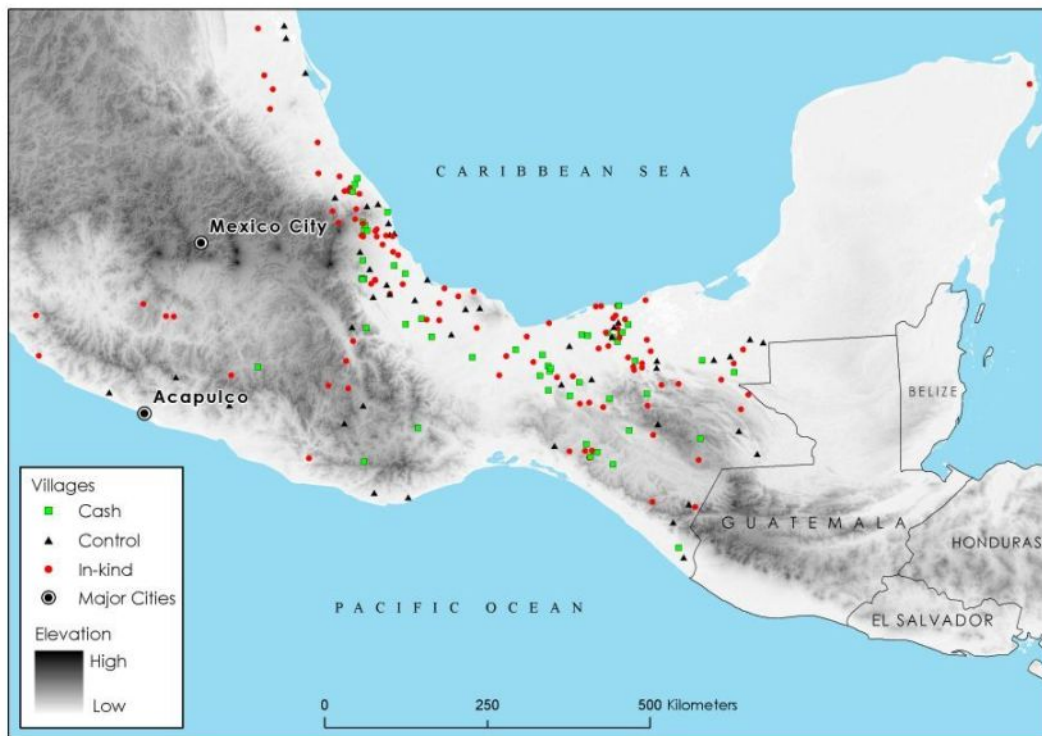 CARIBBEAN SEA
Mexico City
Acapulco
BELIZE
GUATEMALA
HONDURAS
EL SALVADOR
PACIFIC OCEAN
Villages
Cash
Control
In-kind
Major Cities
Elevation
High
Low
0 250 500 Kilometers